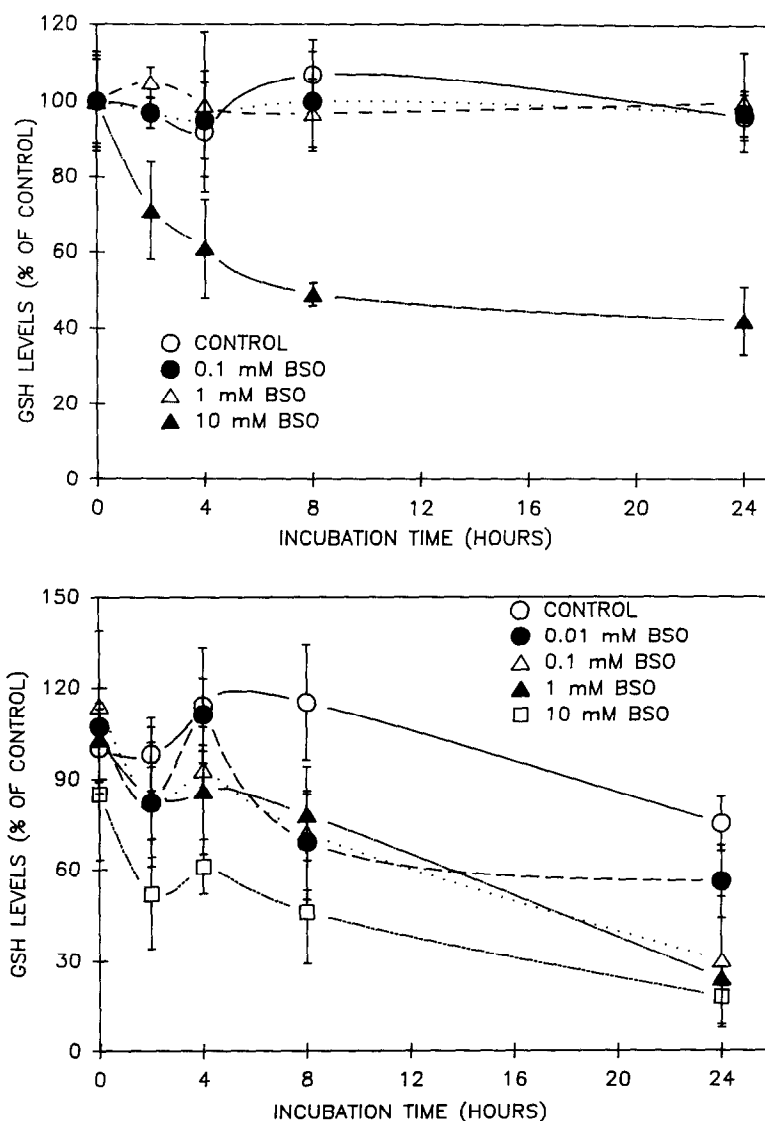 120
100
80
60
40
20
0
GSH LEVELS (% OF CONTROL)
CONTROL
0.1 mM BSO
1 mM BSO
10 mM BSO
0 4 8 12 16 20 24
INCUBATION TIME (HOURS)
150
120
90
60
30
0
GSH LEVELS (% OF CONTROL)
CONTROL
0.01 mM BSO
0.1 mM BSO
1 mM BSO
10 mM BSO
0 4 8 12 16 20 24
INCUBATION TIME (HOURS)